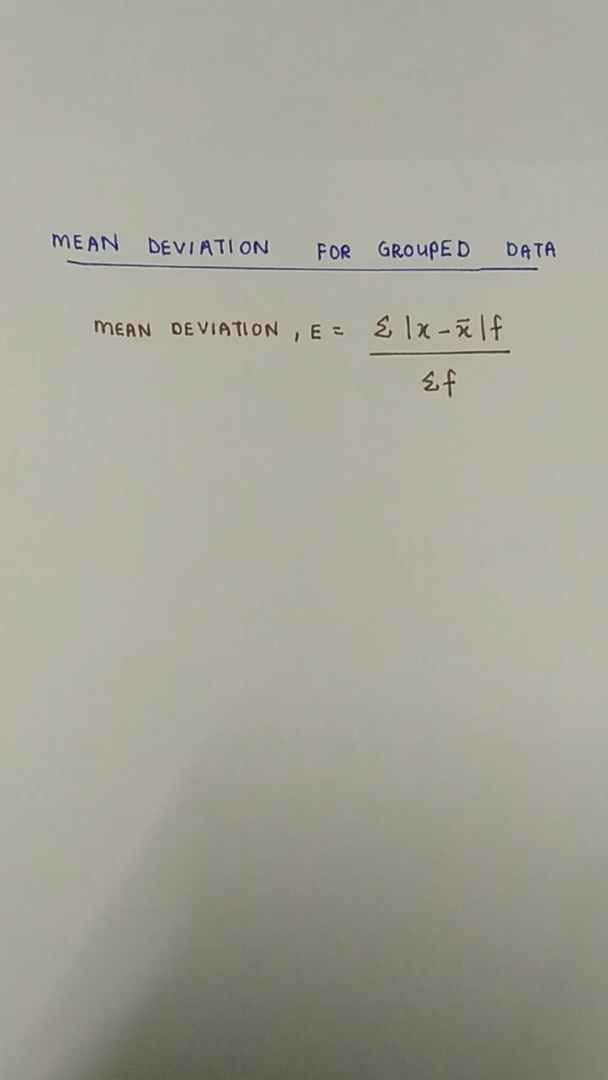 MEAN DEVIATION FOR GROUPED DATA
MEAN DEVIATION, E = Σ|x - x̄|f
Σf